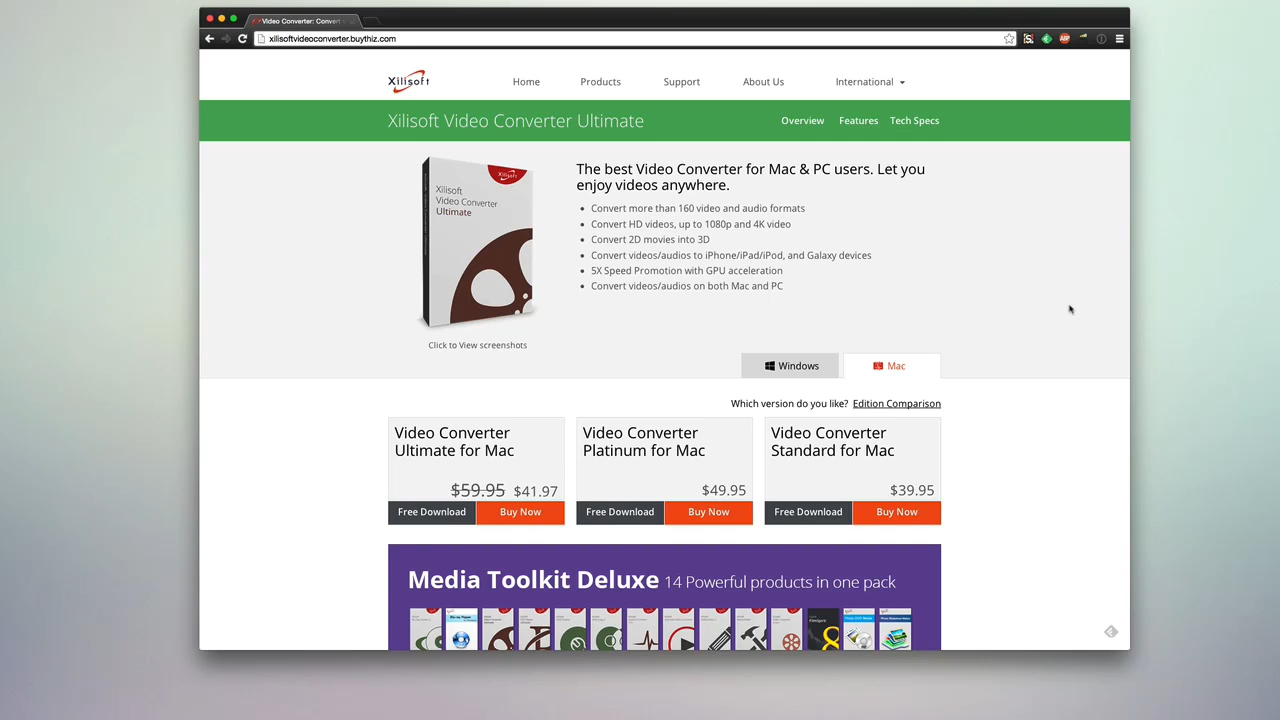 Video Converter: Convert
xilisoftvideoconverter.buythiz.com
Xilisoft
Home Products Support About Us International
Xilisoft Video Converter Ultimate
Overview Features Tech Specs
Xilisoft
Xilisoft
Video Converter
Ultimate
Click to View screenshots
The best Video Converter for Mac & PC users. Let you
enjoy videos anywhere.
Convert more than 160 video and audio formats
Convert HD videos, up to 1080p and 4K video
Convert 2D movies into 3D
Convert videos/audios to iPhone/iPad/iPod, and Galaxy devices
5X Speed Promotion with GPU acceleration
Convert videos/audios on both Mac and PC
Windows Mac
Which version do you like? Edition Comparison
Video Converter
Ultimate for Mac
$59.95 $41.97
Free Download Buy Now
Video Converter
Platinum for Mac
$49.95
Free Download Buy Now
Video Converter
Standard for Mac
$39.95
Free Download Buy Now
Media Toolkit Deluxe 14 Powerful products in one pack